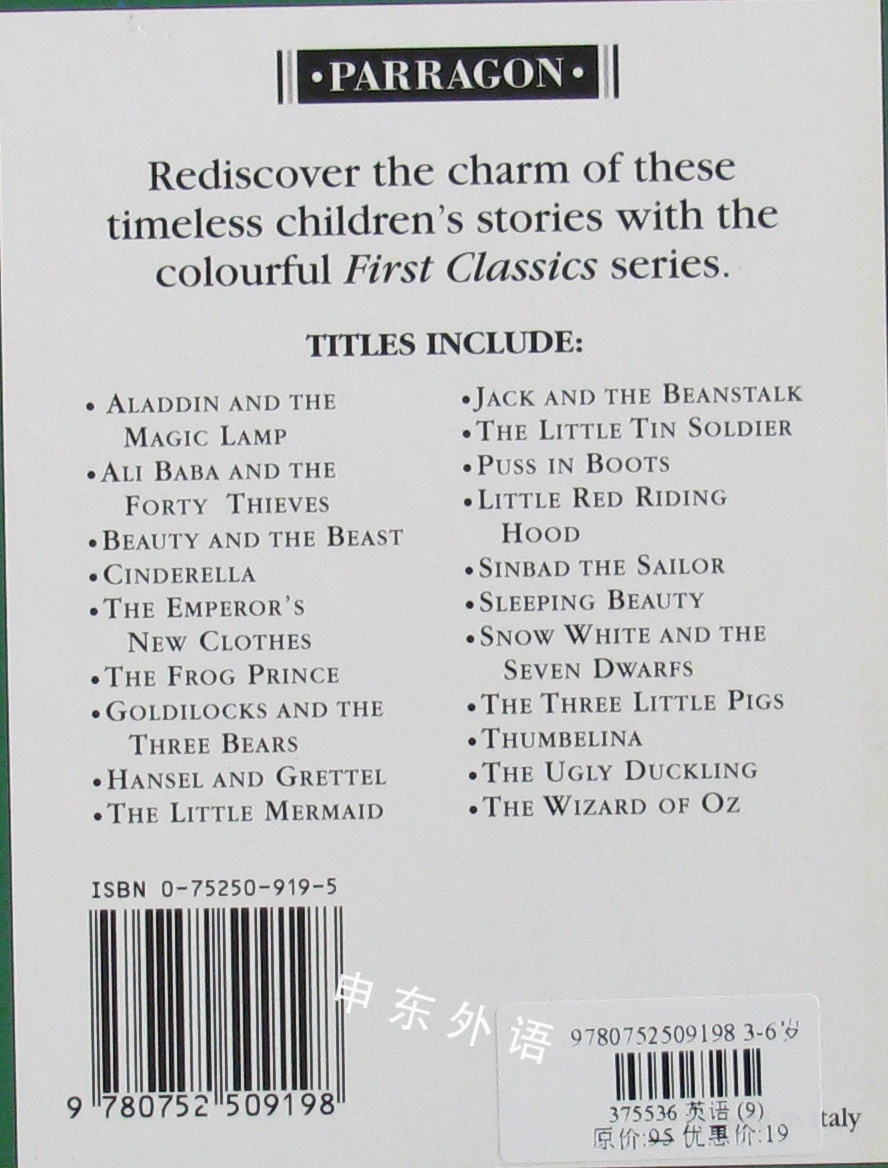 •PARRAGON•
Rediscover the charm of these
timeless children's stories with the
colourful First Classics series.
TITLES INCLUDE:
• ALADDIN AND THE
MAGIC LAMP
• ALI BABA AND THE
FORTY THIEVES
• BEAUTY AND THE BEAST
• CINDERELLA
• THE EMPEROR'S
NEW CLOTHES
• THE FROG PRINCE
• GOLDILOCKS AND THE
THREE BEARS
• HANSEL AND GRETTEL
• THE LITTLE MERMAID
• JACK AND THE BEANSTALK
• THE LITTLE TIN SOLDIER
• PUSS IN BOOTS
• LITTLE RED RIDING
HOOD
• SINBAD THE SAILOR
• SLEEPING BEAUTY
• SNOW WHITE AND THE
SEVEN DWARFS
• THE THREE LITTLE PIGS
• THUMBELINA
• THE UGLY DUCKLING
• THE WIZARD OF OZ
ISBN 0-75250-919-5
9 780752 509198
申东外语
9780752509198 3-6岁
375536 英语 (9)
原价:95 优惠价:19
taly